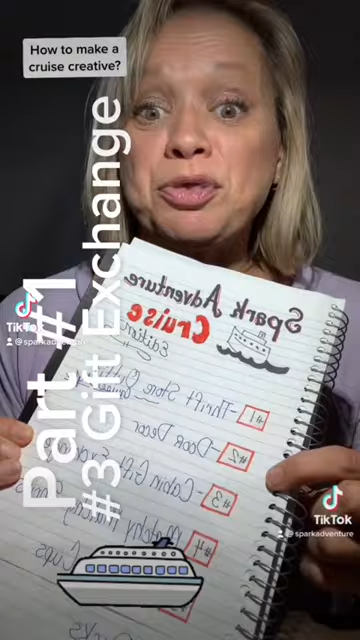 How to make a
cruise creative?
Part #1
#3 Gift Exchange
Spark Adventure
Cruise
Edition
#1 - Thrift Store Outfits
#2 - Door Decor
#3 - Cabin Gift Exchange
#4
Cups
TikTok
@sparkadventure
TikTok
@sparkadventure